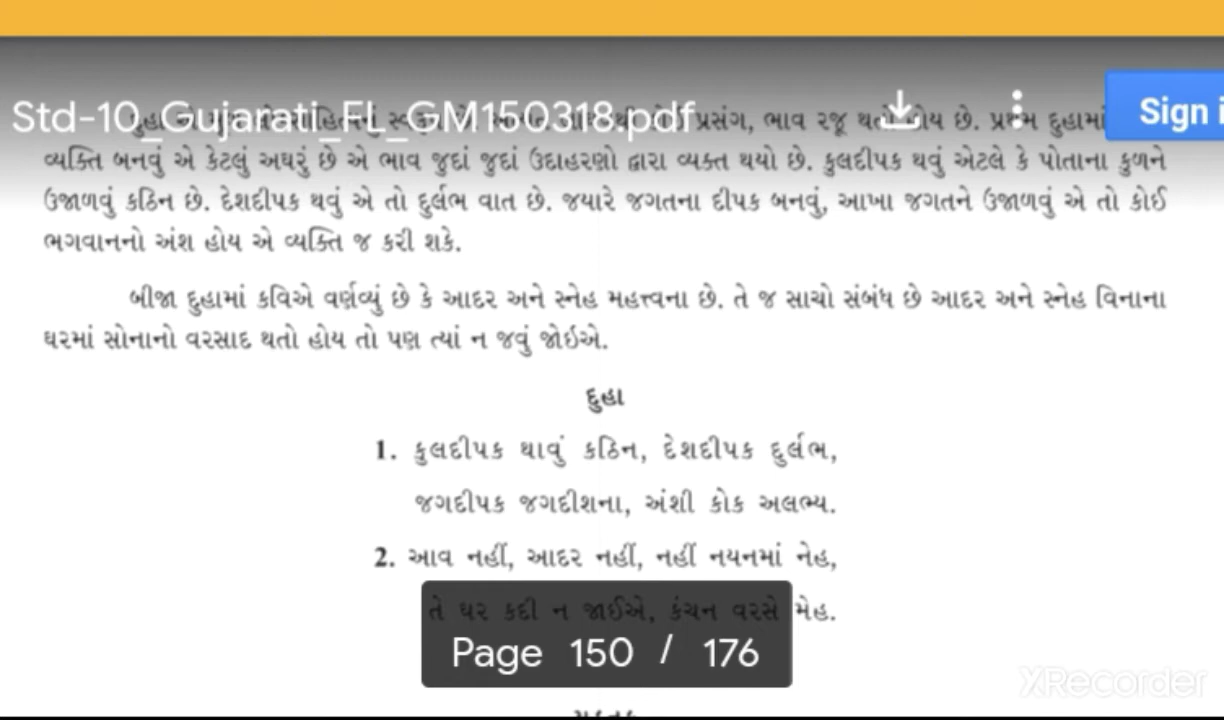 Std-10_Gujarati_FL_GM150318.pdf
Sign i
પ્રસંગ, ભાવ રજૂ થતો હોય છે. પ્રથમ દુહામાં
વ્યક્તિ બનવું એ કેટલું અઘરું છે એ ભાવ જુદાં જુદાં ઉદાહરણો દ્વારા વ્યક્ત થયો છે. કુલદીપક થવું એટલે કે પોતાના કુળને
ઉજાળવું કઠિન છે. દેશદીપક થવું એ તો દુર્લભ વાત છે. જયારે જગતના દીપક બનવું, આખા જગતને ઉજાળવું એ તો કોઈ
ભગવાનનો અંશ હોય એ વ્યક્તિ જ કરી શકે.
બીજા દુહામાં કવિએ વર્ણવ્યું છે કે આદર અને સ્નેહ મહત્ત્વના છે. તે જ સાચો સંબંધ છે આદર અને સ્નેહ વિનાના
ઘરમાં સોનાનો વરસાદ થતો હોય તો પણ ત્યાં ન જવું જોઇએ.
દુહા
1. કુલદીપક થાવું કઠિન, દેશદીપક દુર્લભ,
જગદીપક જગદીશના, અંશી કોક અલભ્ય.
2. આવ નહીં, આદર નહીં, નહીં નયનમાં નેહ,
તે ઘર કદી ન જાઈએ, કંચન વરસે મેહ.
Page 150 / 176
XRecorder